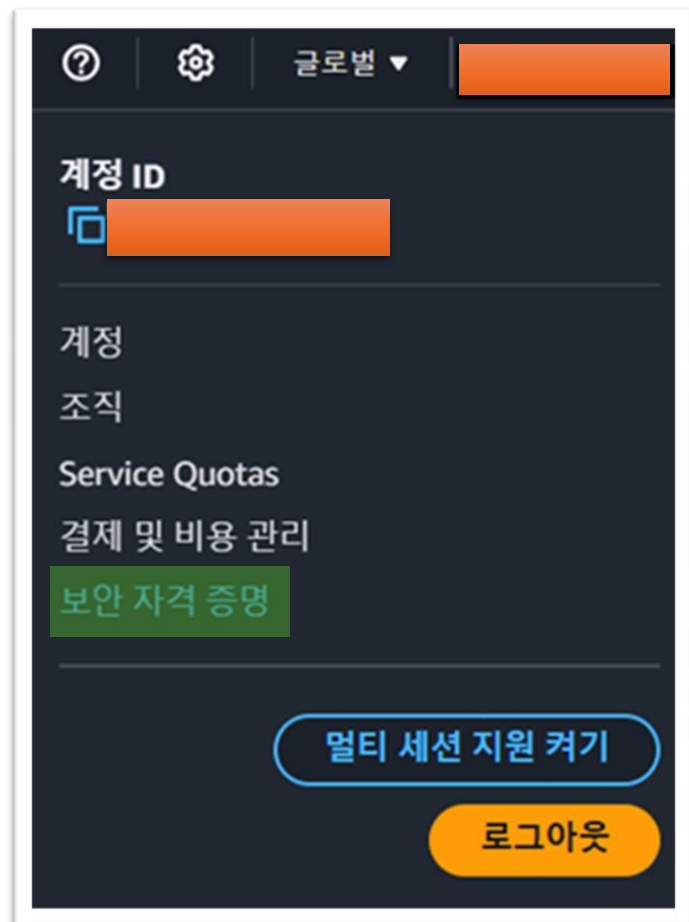 글로벌 ▼
계정 ID
계정
조직
Service Quotas
결제 및 비용 관리
보안 자격 증명
멀티 세션 지원 켜기
로그아웃